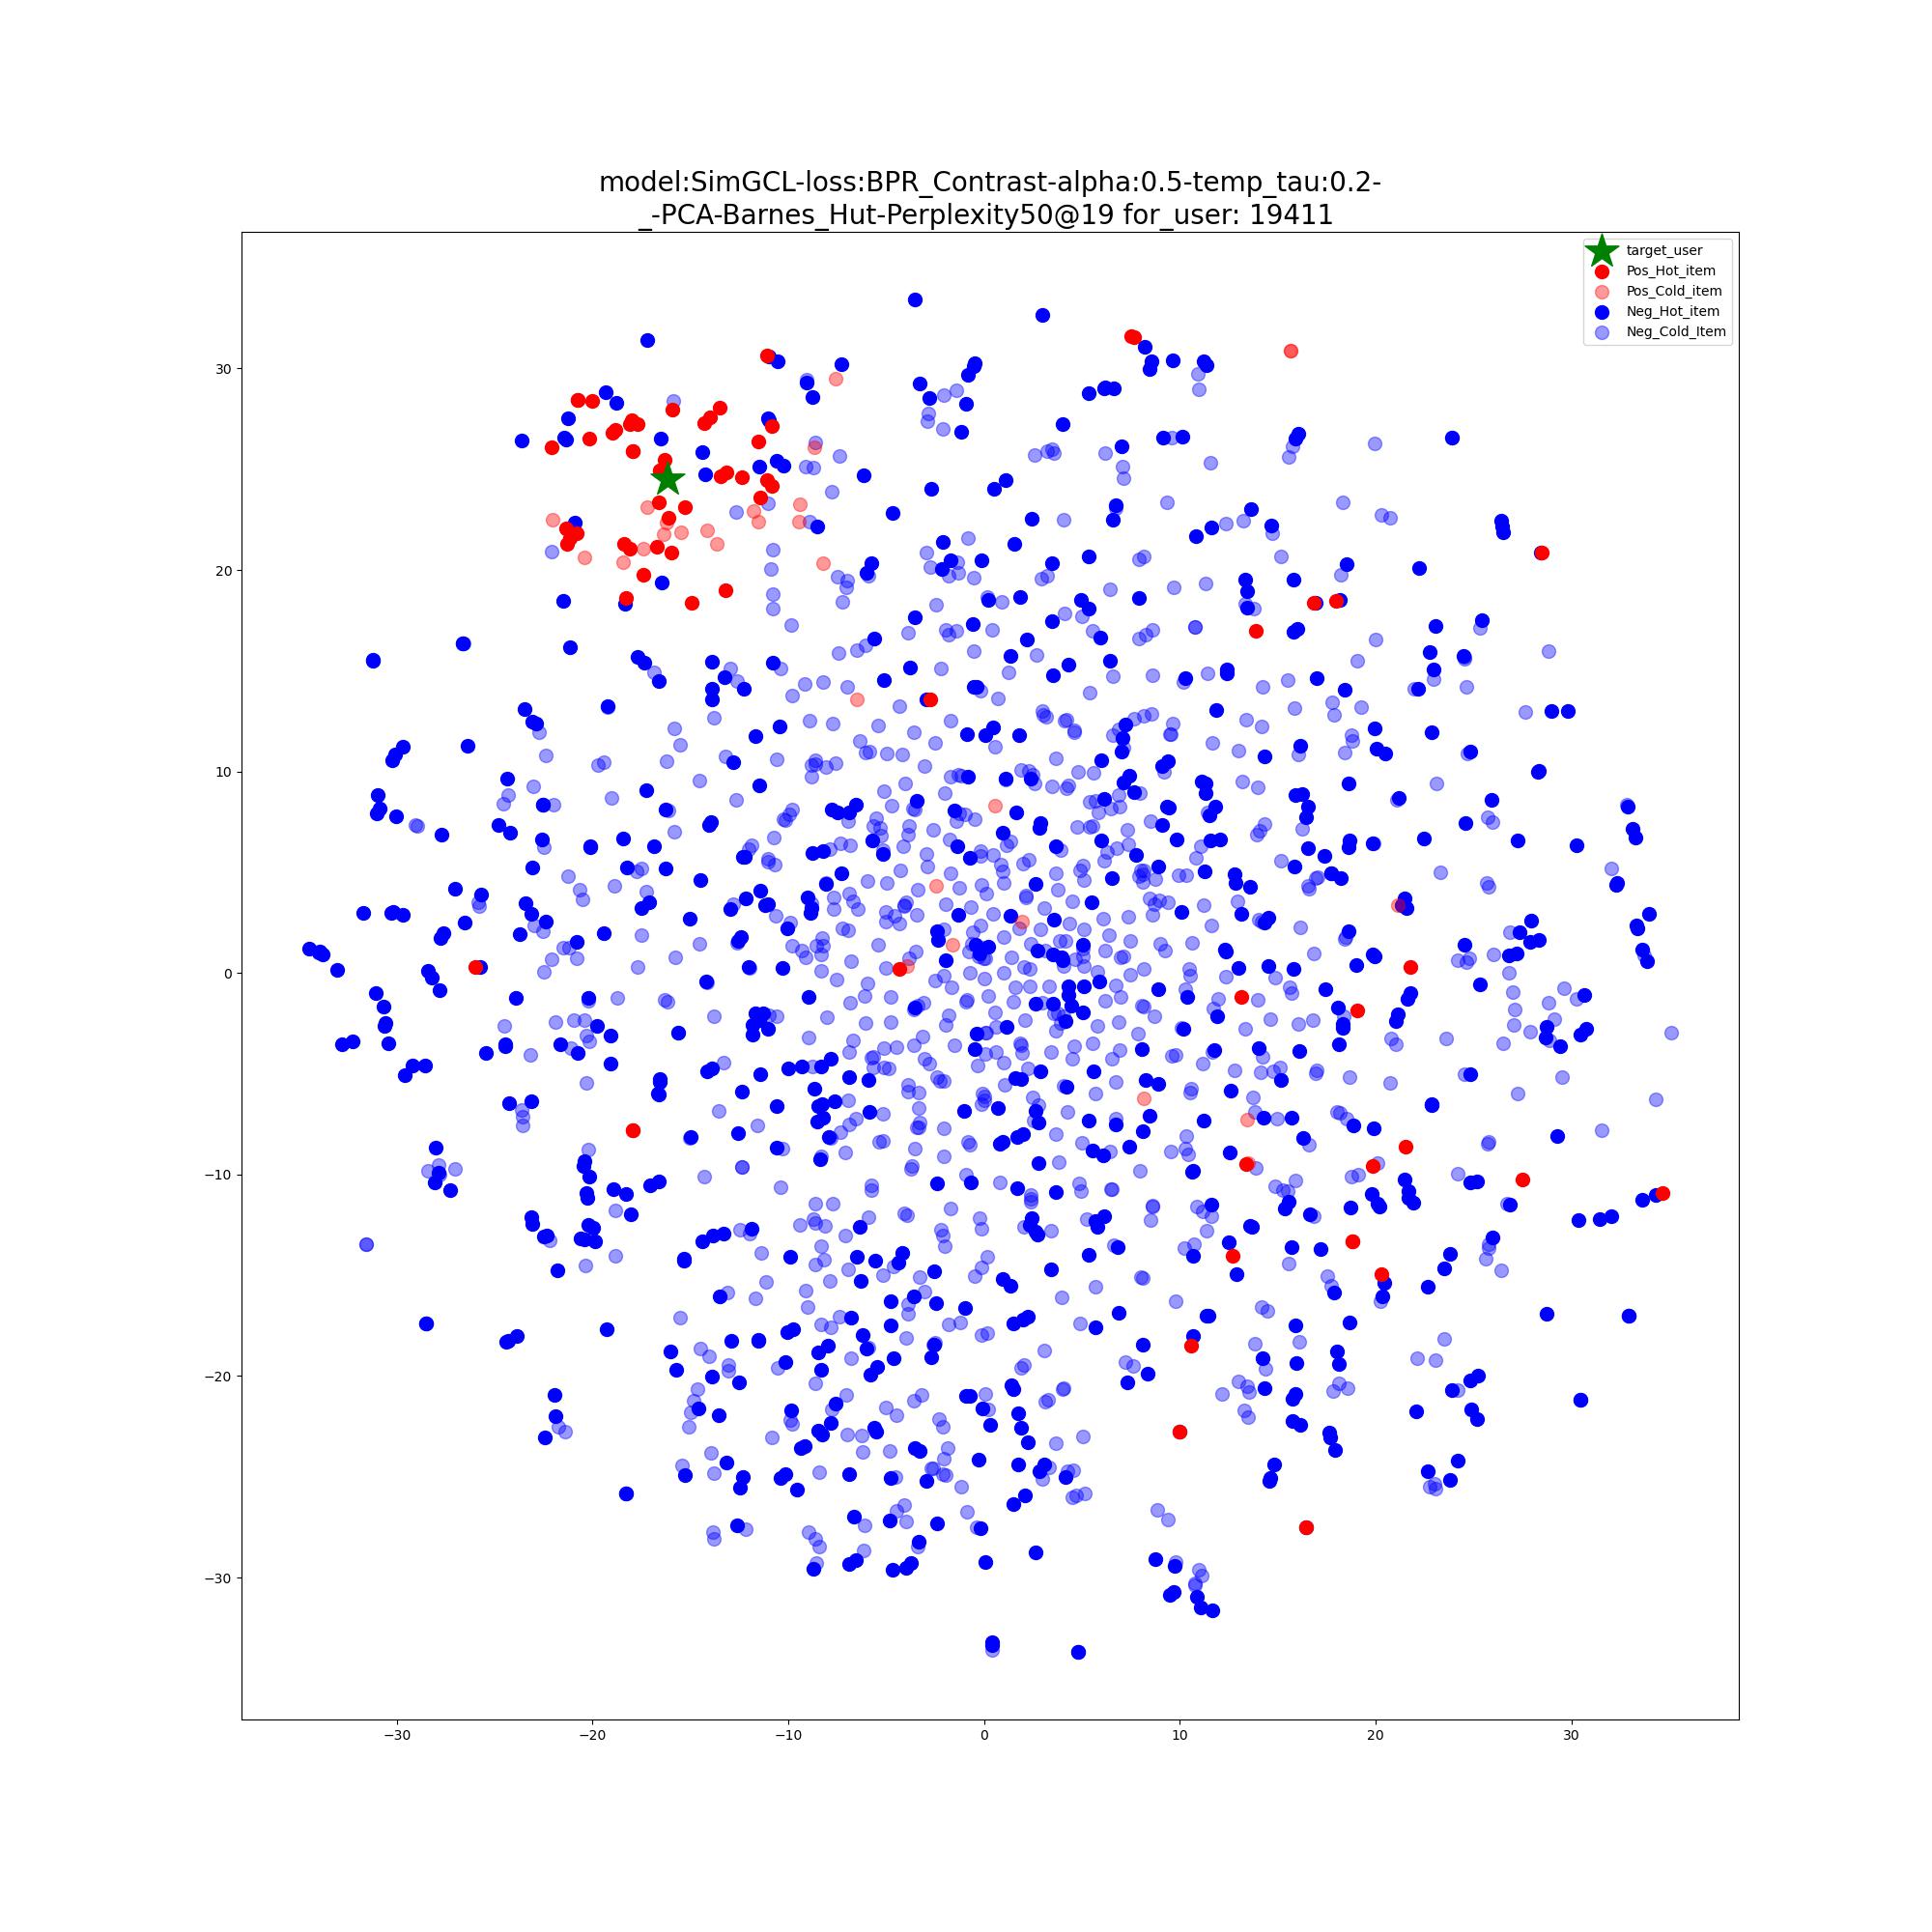 model:SimGCL-loss:BPR_Contrast-alpha:0.5-temp_tau:0.2-
_-PCA-Barnes_Hut-Perplexity50@19 for_user: 19411
target_user
Pos_Hot_item
Pos_Cold_item
Neg_Hot_item
Neg_Cold_Item
30
20
10
0
−10
−20
−30
−30 −20 −10 0 10 20 30